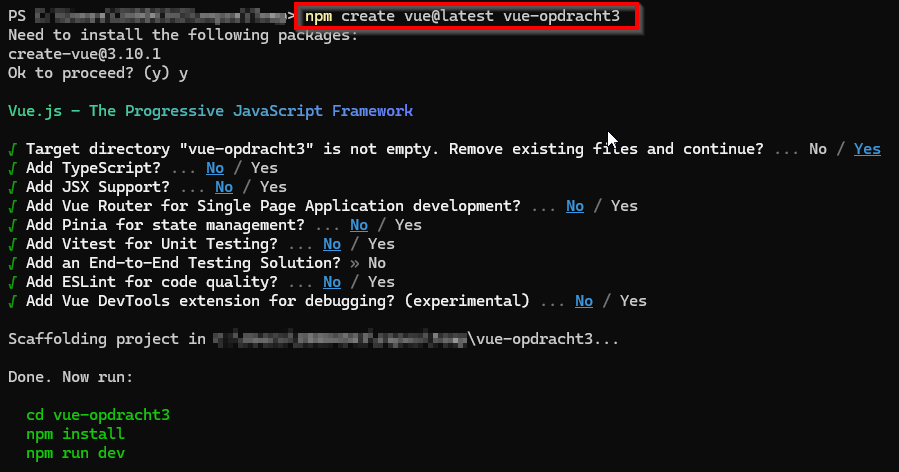 PS > npm create vue@latest vue-opdracht3
Need to install the following packages:
create-vue@3.10.1
Ok to proceed? (y) y
Vue.js - The Progressive JavaScript Framework
√ Target directory "vue-opdracht3" is not empty. Remove existing files and continue? ... No / Yes
√ Add TypeScript? ... No / Yes
√ Add JSX Support? ... No / Yes
√ Add Vue Router for Single Page Application development? ... No / Yes
√ Add Pinia for state management? ... No / Yes
√ Add Vitest for Unit Testing? ... No / Yes
√ Add an End-to-End Testing Solution? » No
√ Add ESLint for code quality? ... No / Yes
√ Add Vue DevTools extension for debugging? (experimental) ... No / Yes
Scaffolding project in \vue-opdracht3...
Done. Now run:
cd vue-opdracht3
npm install
npm run dev